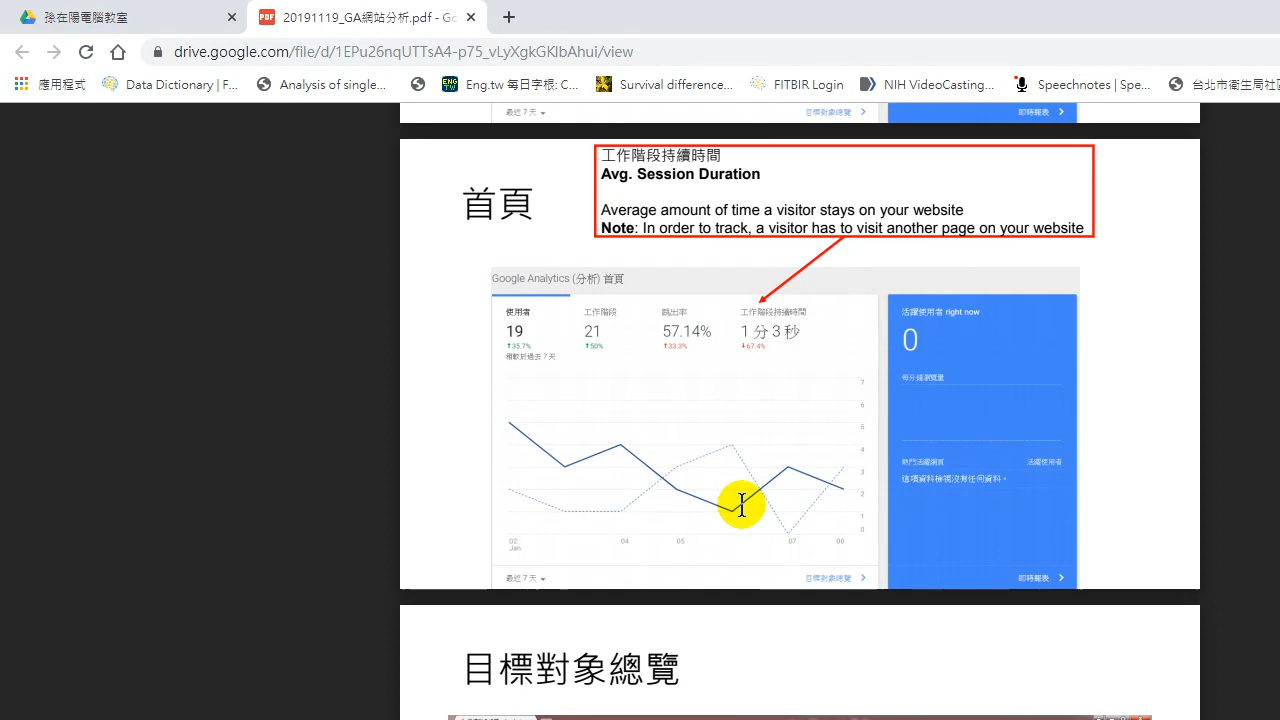 孫在陽電腦教室
20191119_GA網站分析.pdf - Go
drive.google.com/file/d/1EPu26nqUTTsA4-p75_vLyXgkGKlbAhui/view
應用程式
Data Dictionary | F...
Analysis of single...
Eng.tw 每日字根: C...
Survival difference...
FITBIR Login
NIH VideoCasting...
Speechnotes | Spe...
台北市衛生局社
最近 7 天
目標對象總覽
即時報表
工作階段持續時間
Avg. Session Duration
Average amount of time a visitor stays on your website
Note: In order to track, a visitor has to visit another page on your website
首頁
Google Analytics (分析) 首頁
使用者
工作階段
跳出率
工作階段持續時間
19
21
57.14%
1 分 3 秒
↑35.7%
↑50%
↑33.3%
↓67.4%
相較於過去 7 天
7
6
5
4
3
2
1
0
02
Jan
04
05
07
08
最近 7 天
目標對象總覽
活躍使用者 right now
0
每分鐘瀏覽量
熱門活躍網頁
活躍使用者
這項資料檢視沒有任何資料。
即時報表
目標對象總覽